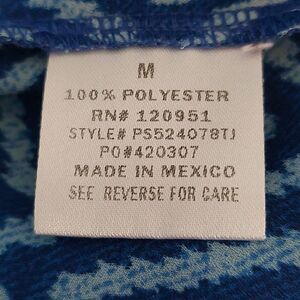 M
100% POLYESTER
RN# 120951
STYLE# PS524078TJ
PO#420307
MADE IN MEXICO
SEE REVERSE FOR CARE